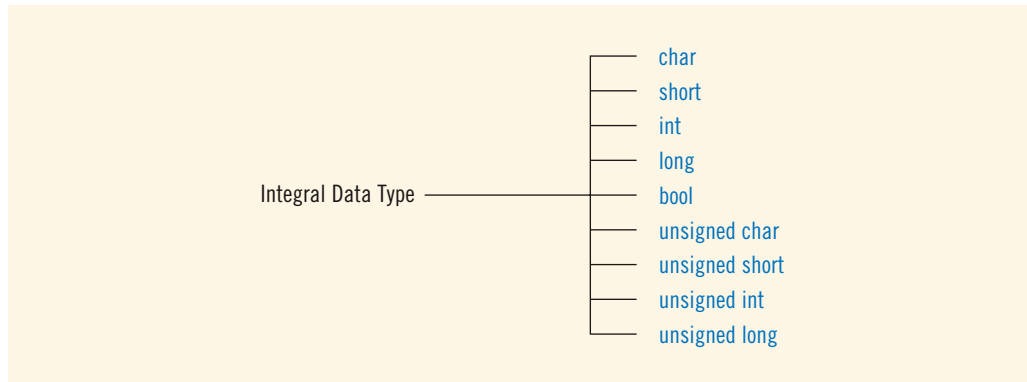 char
short
int
long
Integral Data Type
bool
unsigned char
unsigned short
unsigned int
unsigned long